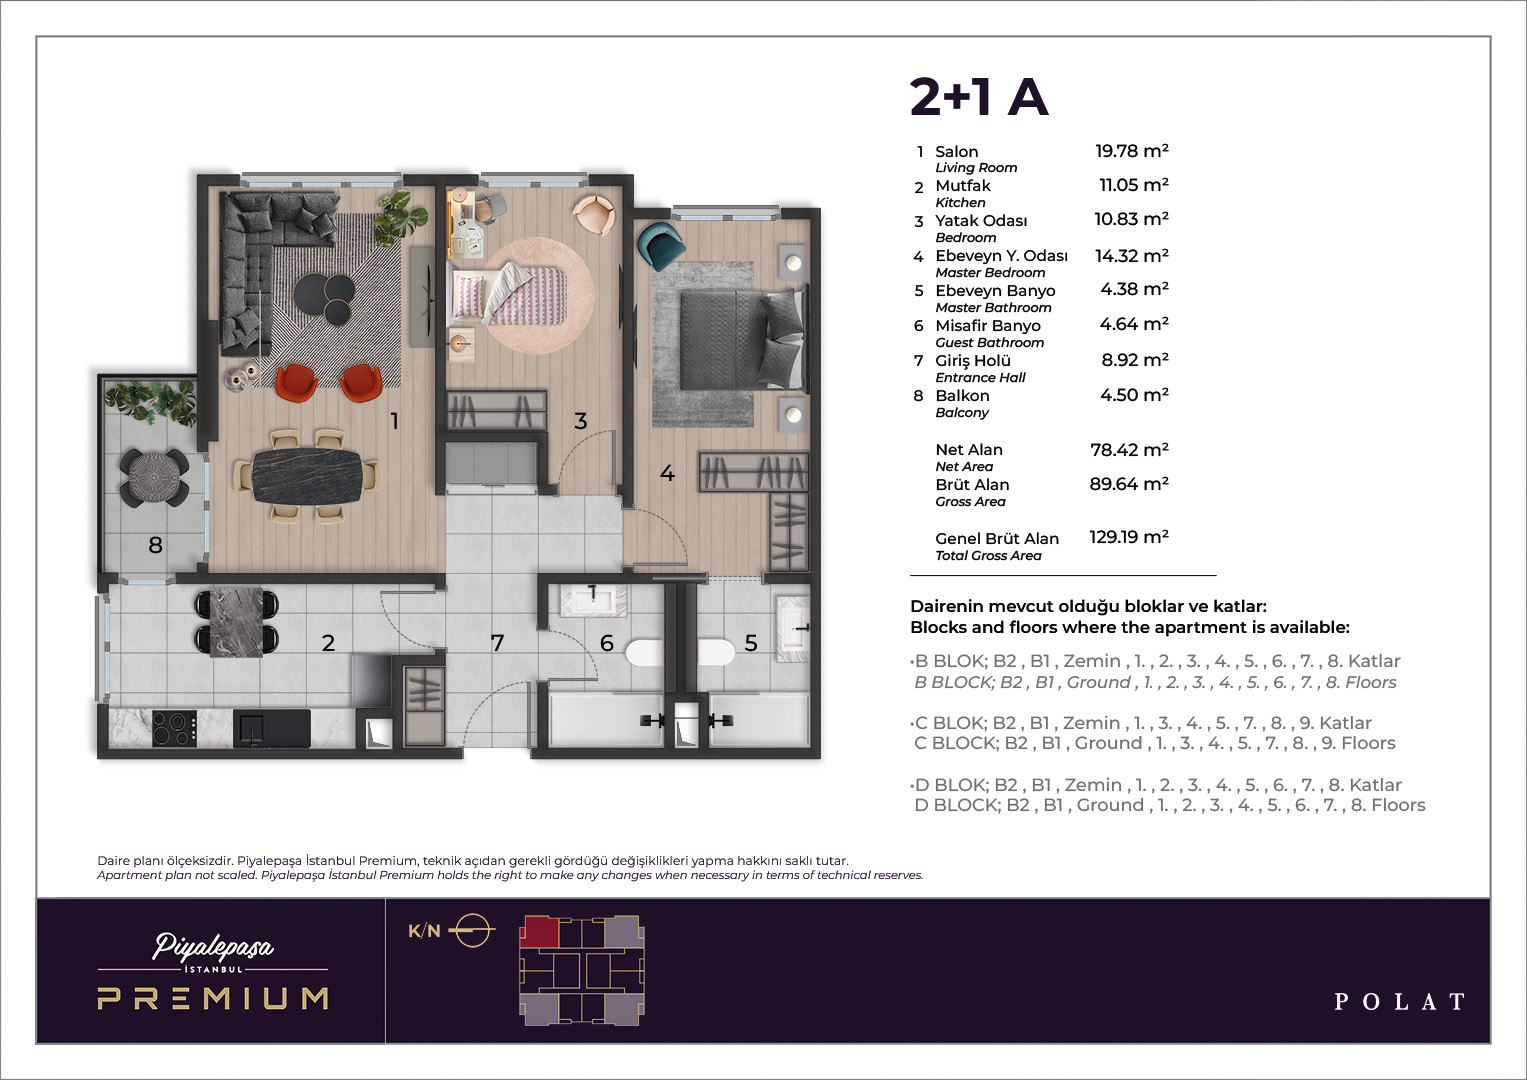 2+1 A
1 Salon 19.78 m²
Living Room
2 Mutfak 11.05 m²
Kitchen
3 Yatak Odası 10.83 m²
Bedroom
4 Ebeveyn Y. Odası 14.32 m²
Master Bedroom
5 Ebeveyn Banyo 4.38 m²
Master Bathroom
6 Misafir Banyo 4.64 m²
Guest Bathroom
7 Giriş Holü 8.92 m²
Entrance Hall
8 Balkon 4.50 m²
Balcony
Net Alan 78.42 m²
Net Area
Brüt Alan 89.64 m²
Gross Area
Genel Brüt Alan 129.19 m²
Total Gross Area
Dairenin mevcut olduğu bloklar ve katlar:
Blocks and floors where the apartment is available:
•B BLOK; B2 , B1 , Zemin , 1. , 2. , 3. , 4. , 5. , 6. , 7. , 8. Katlar
B BLOCK; B2 , B1 , Ground , 1. , 2. , 3. , 4. , 5. , 6. , 7. , 8. Floors
•C BLOK; B2 , B1 , Zemin , 1. , 3. , 4. , 5. , 7. , 8. , 9. Katlar
C BLOCK; B2 , B1 , Ground , 1. , 3. , 4. , 5. , 7. , 8. , 9. Floors
•D BLOK; B2 , B1 , Zemin , 1. , 2. , 3. , 4. , 5. , 6. , 7. , 8. Katlar
D BLOCK; B2 , B1 , Ground , 1. , 2. , 3. , 4. , 5. , 6. , 7. , 8. Floors
1
3
4
8
2
7
6
5
Daire planı ölçeksizdir. Piyalepaşa İstanbul Premium, teknik açıdan gerekli gördüğü değişiklikleri yapma hakkını saklı tutar.
Apartment plan not scaled. Piyalepaşa İstanbul Premium holds the right to make any changes when necessary in terms of technical reserves.
Piyalepaşa
İSTANBUL
PREMIUM
K/N
POLAT